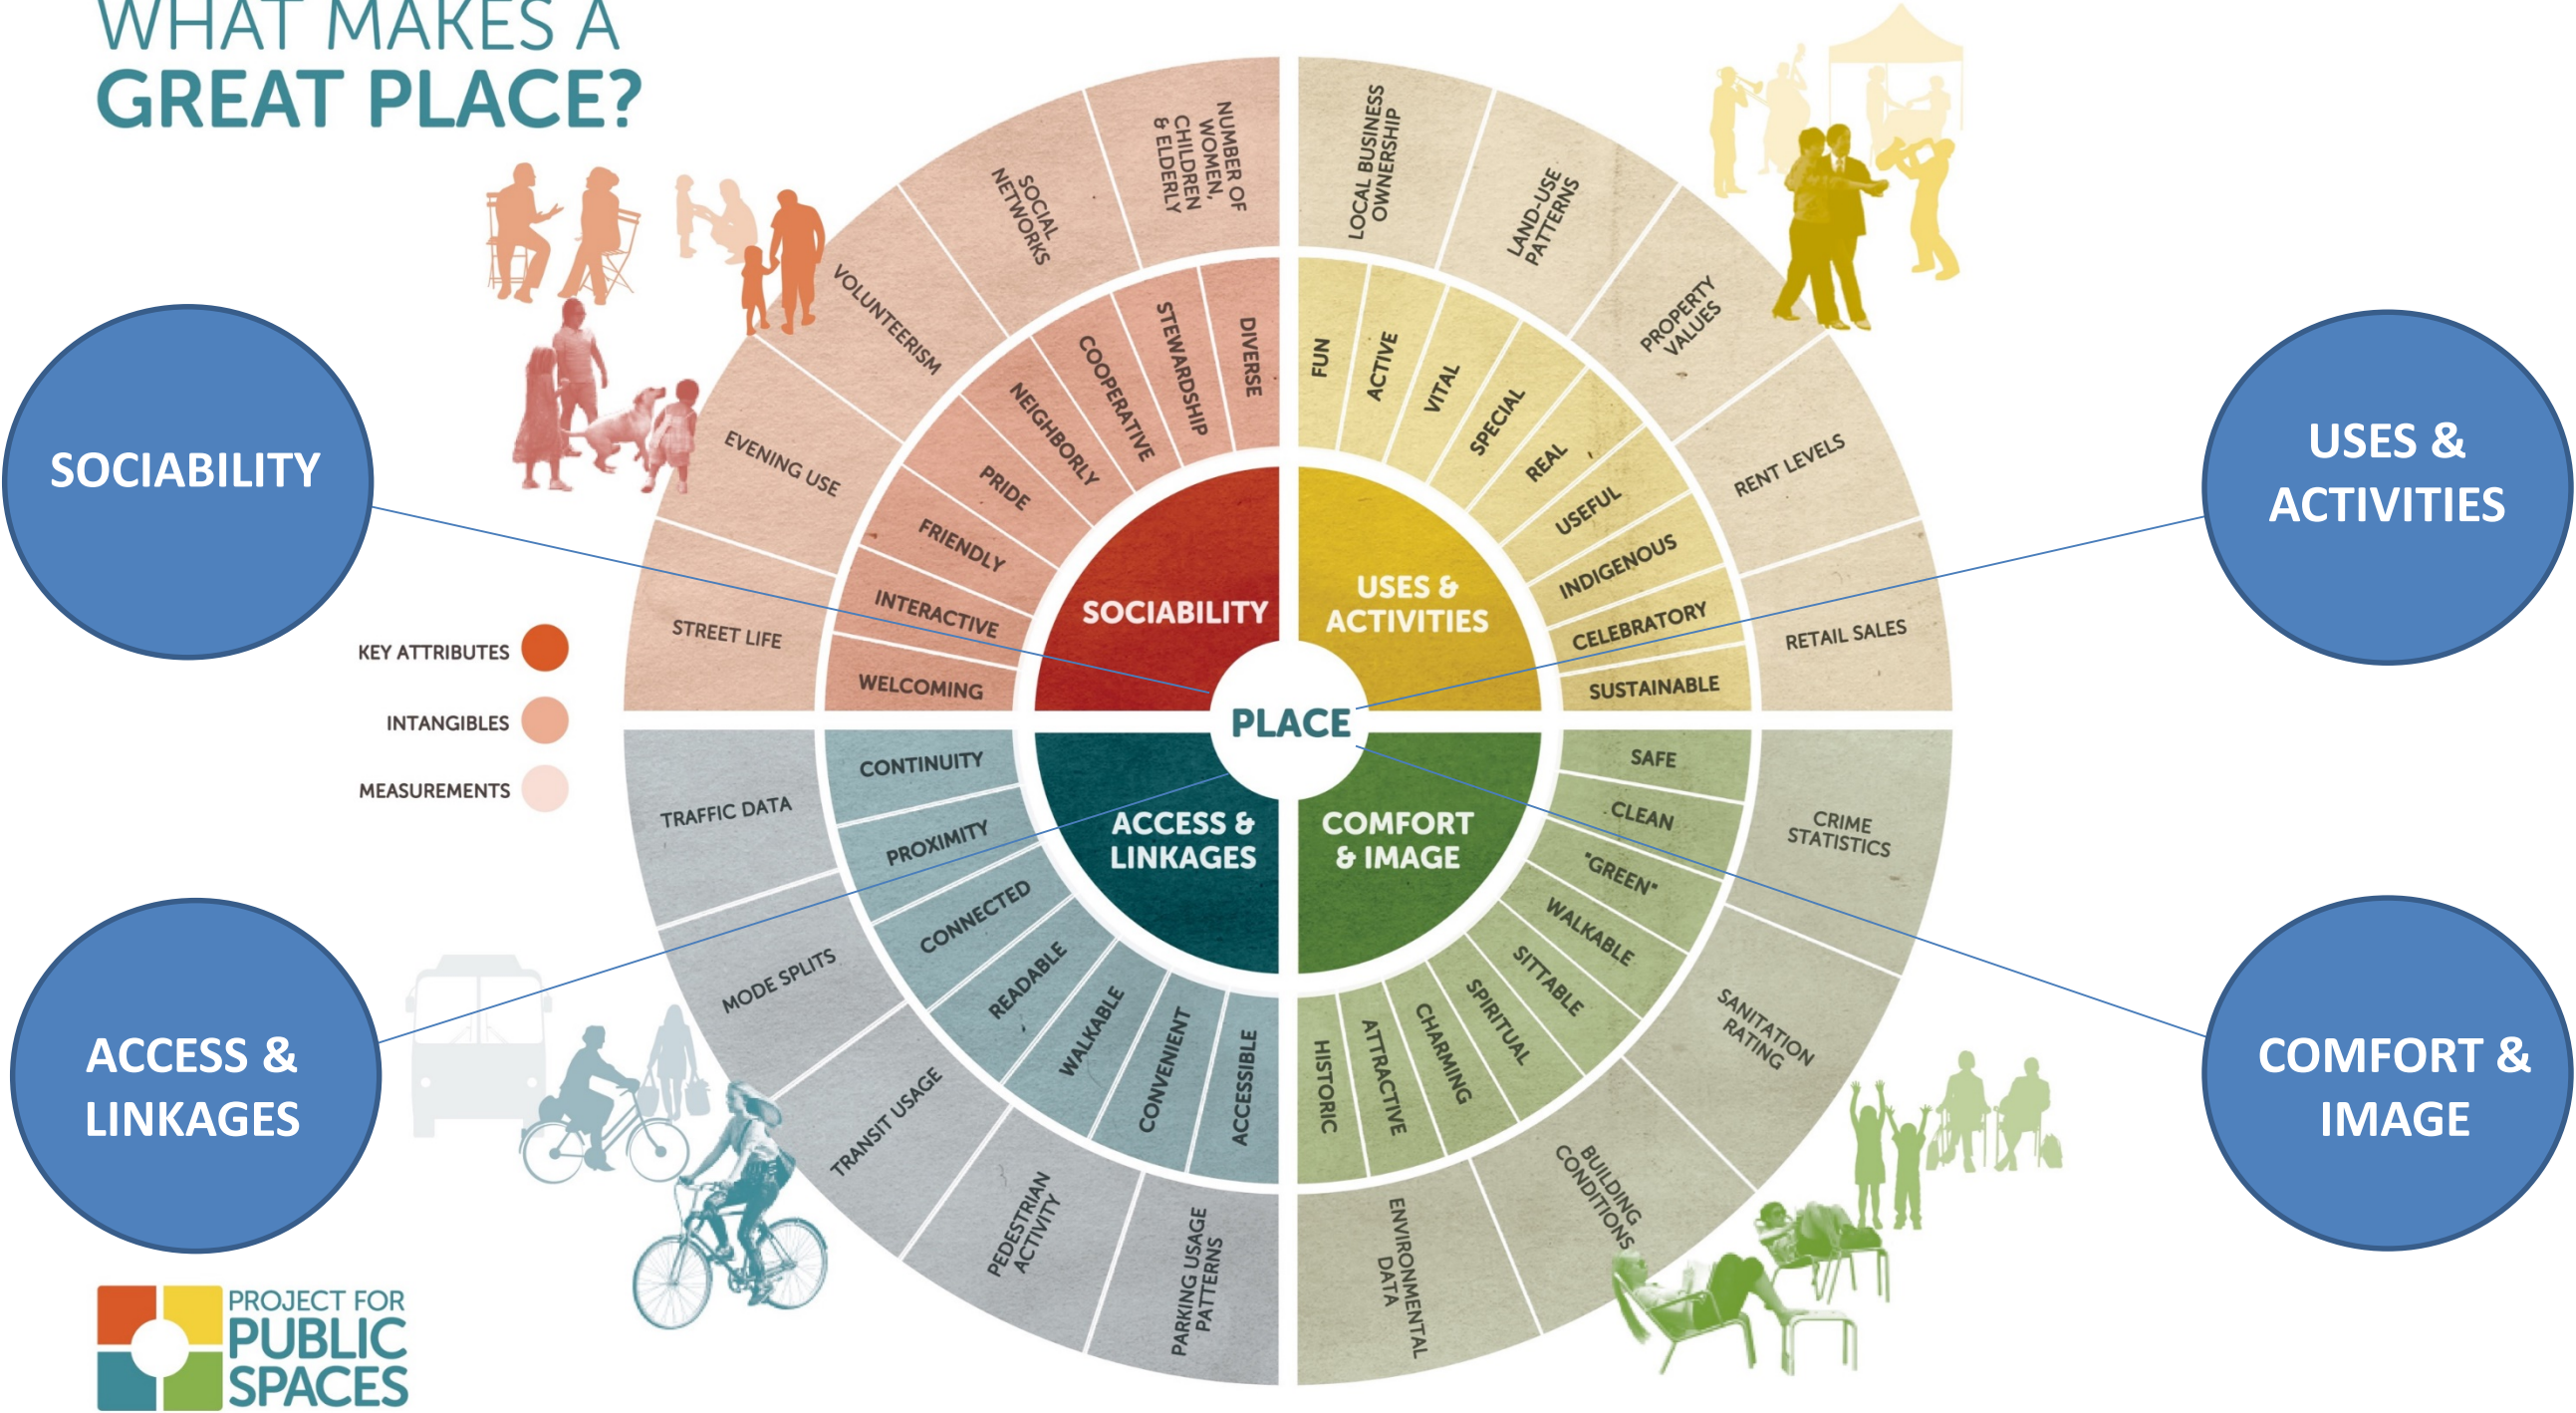 WHAT MAKES A
GREAT PLACE?
SOCIABILITY
USES &
ACTIVITIES
ACCESS &
LINKAGES
COMFORT &
IMAGE
KEY ATTRIBUTES
INTANGIBLES
MEASUREMENTS
PLACE
SOCIABILITY
USES &
ACTIVITIES
ACCESS &
LINKAGES
COMFORT
& IMAGE
WELCOMING
INTERACTIVE
FRIENDLY
PRIDE
NEIGHBORLY
COOPERATIVE
STEWARDSHIP
DIVERSE
STREET LIFE
EVENING USE
VOLUNTEERISM
SOCIAL
NETWORKS
NUMBER OF
WOMEN,
CHILDREN
& ELDERLY
FUN
ACTIVE
VITAL
SPECIAL
REAL
USEFUL
INDIGENOUS
CELEBRATORY
SUSTAINABLE
LOCAL BUSINESS
OWNERSHIP
LAND-USE
PATTERNS
PROPERTY
VALUES
RENT LEVELS
RETAIL SALES
SAFE
CLEAN
"GREEN"
WALKABLE
SITTABLE
SPIRITUAL
CHARMING
ATTRACTIVE
HISTORIC
CRIME
STATISTICS
SANITATION
RATING
BUILDING
CONDITIONS
ENVIRONMENTAL
DATA
CONTINUITY
PROXIMITY
CONNECTED
READABLE
WALKABLE
CONVENIENT
ACCESSIBLE
TRAFFIC DATA
MODE SPLITS
TRANSIT USAGE
PEDESTRIAN
ACTIVITY
PARKING USAGE
PATTERNS
PROJECT FOR
PUBLIC
SPACES